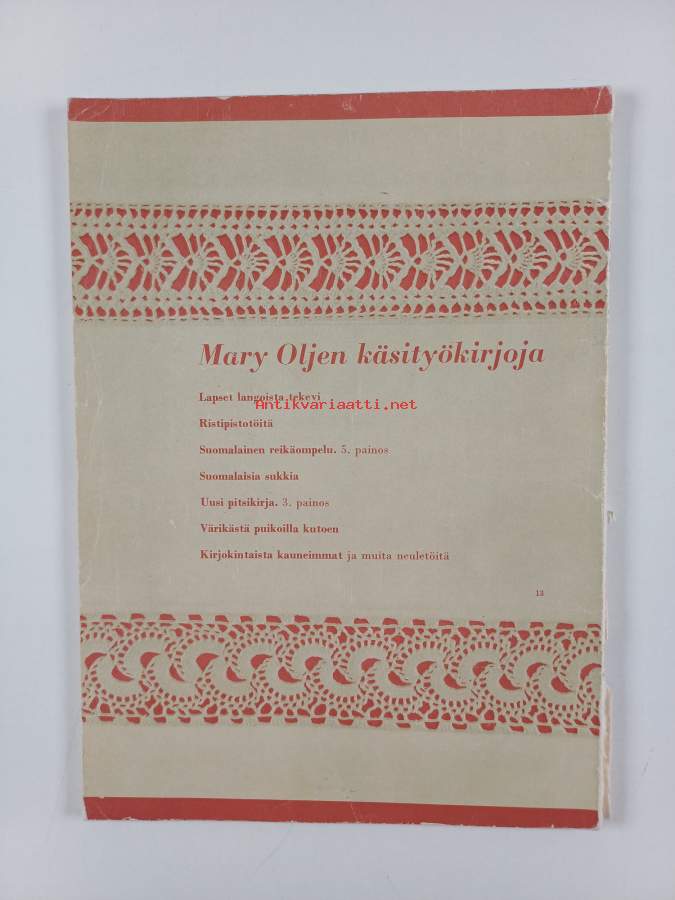 Mary Oljen käsityökirjoja
Lapset langoista tekevi
Antikvariaatti.net
Ristipistotöitä
Suomalainen reikäompelu. 5. painos
Suomalaisia sukkia
Uusi pitsikirja. 3. painos
Värikästä puikoilla kutoen
Kirjokintaista kauneimmat ja muita neuletöitä
13